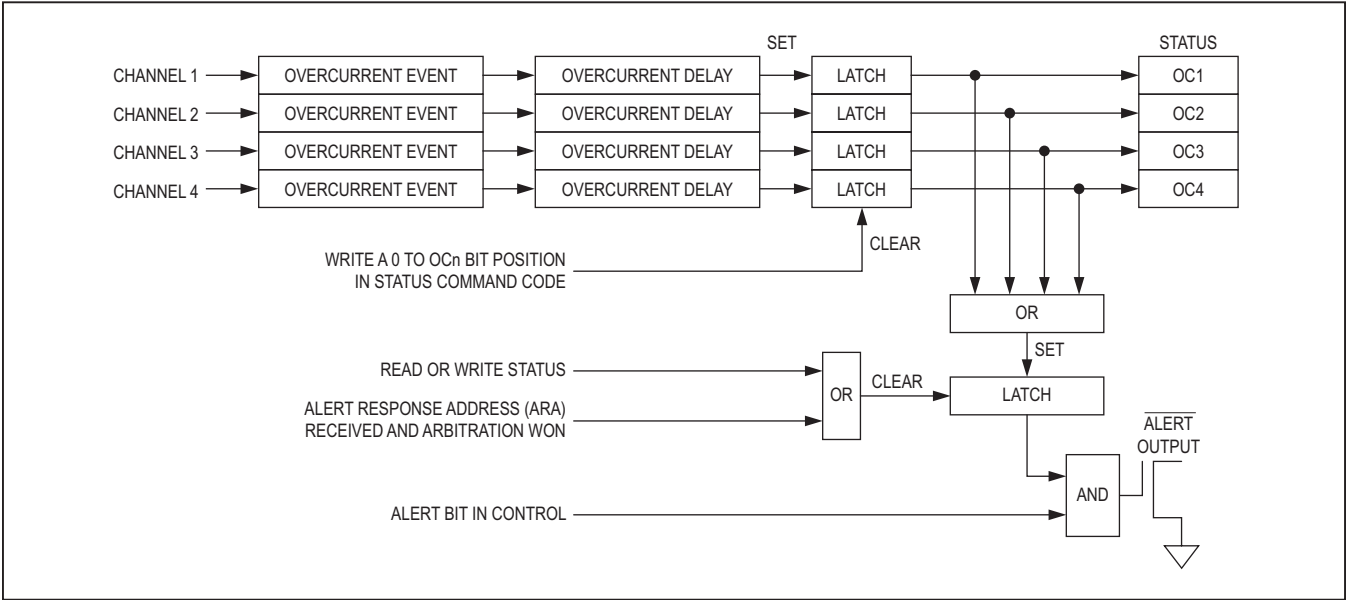 SET
STATUS
CHANNEL 1
OVERCURRENT EVENT
OVERCURRENT DELAY
LATCH
OC1
CHANNEL 2
OVERCURRENT EVENT
OVERCURRENT DELAY
LATCH
OC2
CHANNEL 3
OVERCURRENT EVENT
OVERCURRENT DELAY
LATCH
OC3
CHANNEL 4
OVERCURRENT EVENT
OVERCURRENT DELAY
LATCH
OC4
CLEAR
WRITE A 0 TO OCn BIT POSITION
IN STATUS COMMAND CODE
OR
SET
READ OR WRITE STATUS
OR
CLEAR
LATCH
ALERT RESPONSE ADDRESS (ARA)
RECEIVED AND ARBITRATION WON
ALERT
OUTPUT
AND
ALERT BIT IN CONTROL